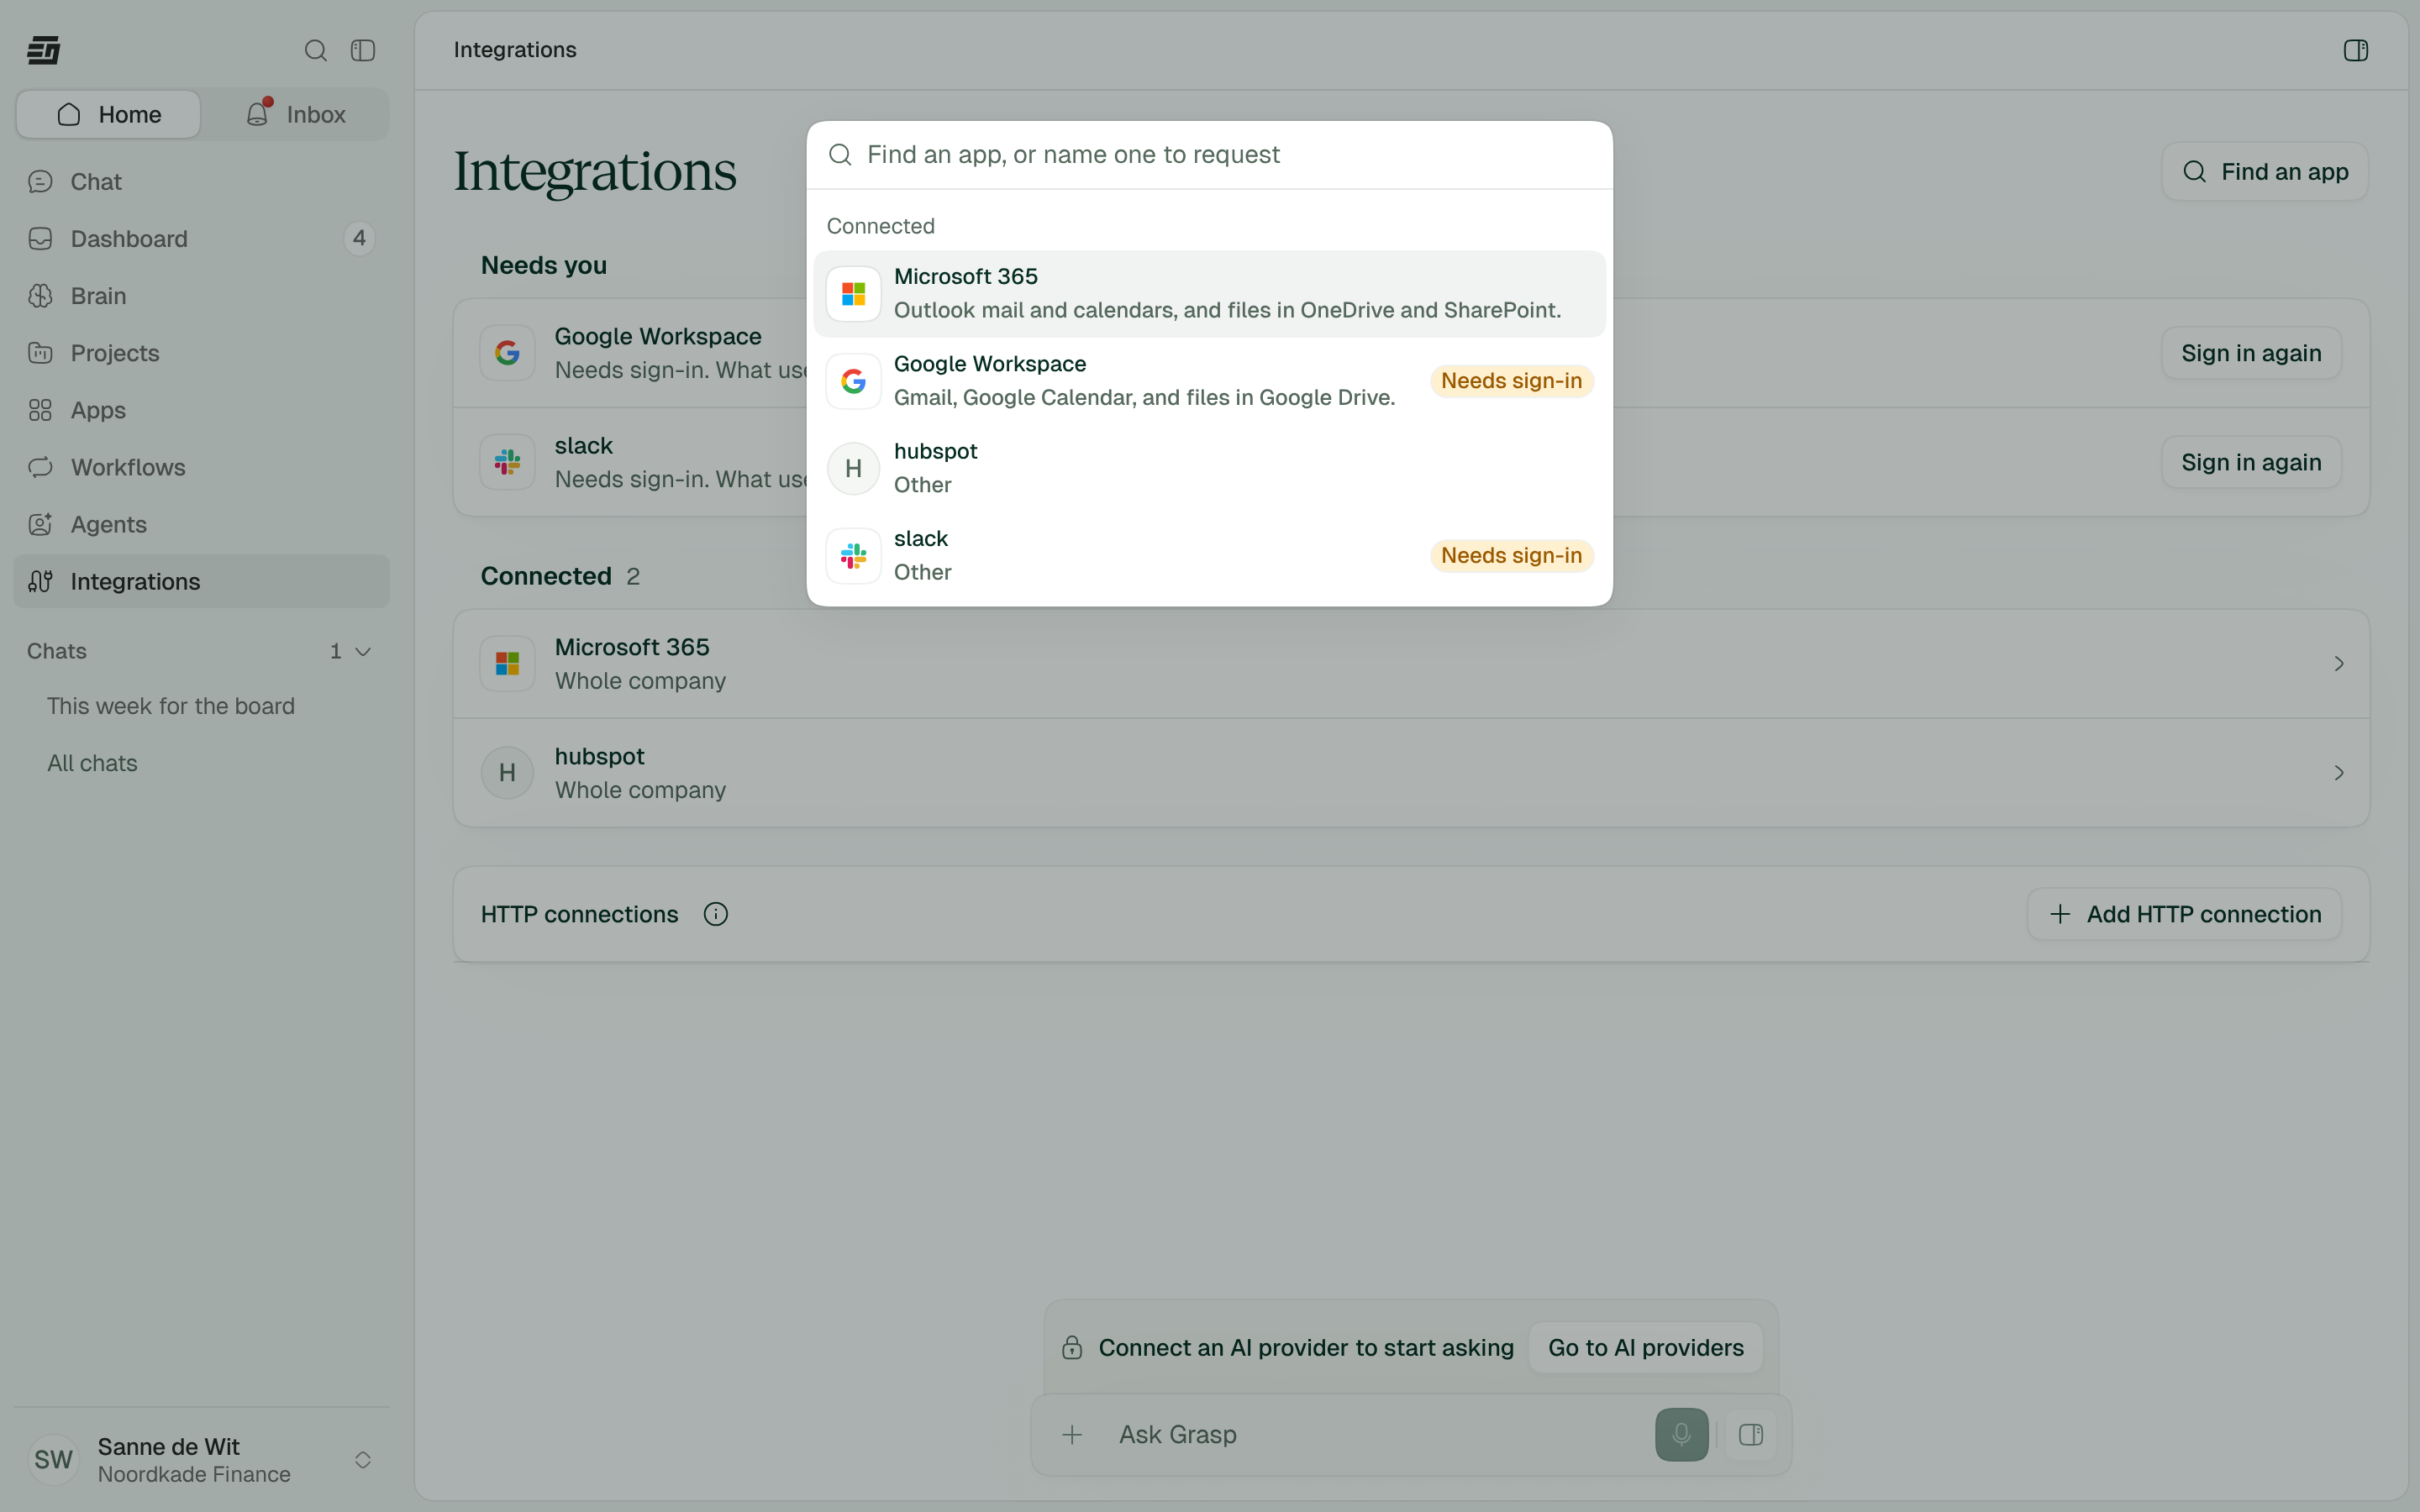 Home
Inbox
Chat
Dashboard
4
Brain
Projects
Apps
Workflows
Agents
Integrations
Chats
1
This week for the board
All chats
SW
Sanne de Wit
Noordkade Finance
Integrations
Integrations
Find an app
Needs you
Google Workspace
Needs sign-in. What
Sign in again
slack
Needs sign-in. What
Sign in again
Connected 2
Microsoft 365
Whole company
H
hubspot
Whole company
HTTP connections
Add HTTP connection
Find an app, or name one to request
Connected
Microsoft 365
Outlook mail and calendars, and files in OneDrive and SharePoint.
Google Workspace
Gmail, Google Calendar, and files in Google Drive.
Needs sign-in
H
hubspot
Other
slack
Other
Needs sign-in
Connect an AI provider to start asking
Go to AI providers
Ask Grasp